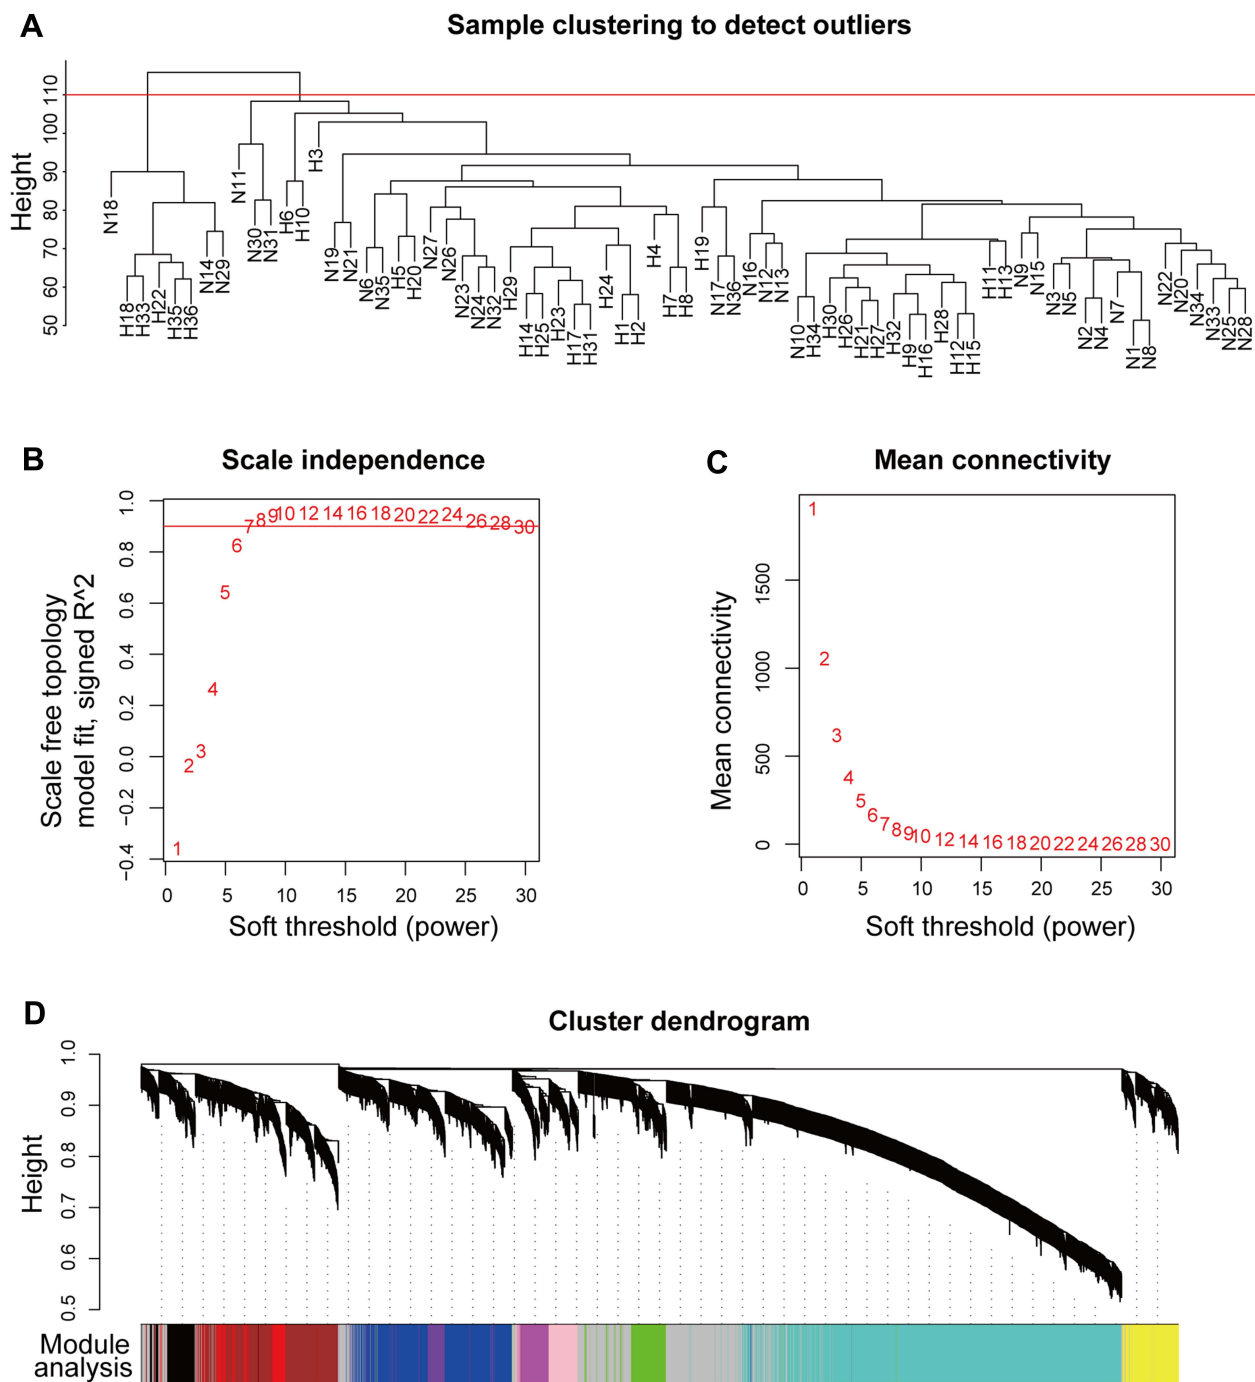 A
Sample clustering to detect outliers
Height
110
100
90
80
70
60
50
N18
H18
H33
H22
H35
H36
N14
N29
N11
N30
N31
H6
H10
H3
N19
N21
N6
N35
H5
H20
N27
N26
N23
N24
N32
H29
H14
H25
H23
H17
H31
H24
H1
H2
H4
H7
H8
H19
N17
N36
N16
N12
N13
N10
H34
H30
H26
H21
H27
H32
H9
H16
H28
H12
H15
H11
H13
N9
N15
N3
N5
N2
N4
N7
N1
N8
N22
N20
N34
N33
N25
N28
B
Scale independence
Scale free topology
model fit, signed R^2
1.0
0.8
0.6
0.4
0.2
0.0
−0.2
−0.4
1 2 3 4 5 6 7 8 9 10 12 14 16 18 20 22 24 26 28 30
0 5 10 15 20 25 30
Soft threshold (power)
C
Mean connectivity
Mean connectivity
1500
1000
500
0
1 2 3 4 5 6 7 8 9 10 12 14 16 18 20 22 24 26 28 30
0 5 10 15 20 25 30
Soft threshold (power)
D
Cluster dendrogram
Height
1.0
0.9
0.8
0.7
0.6
0.5
Module
analysis